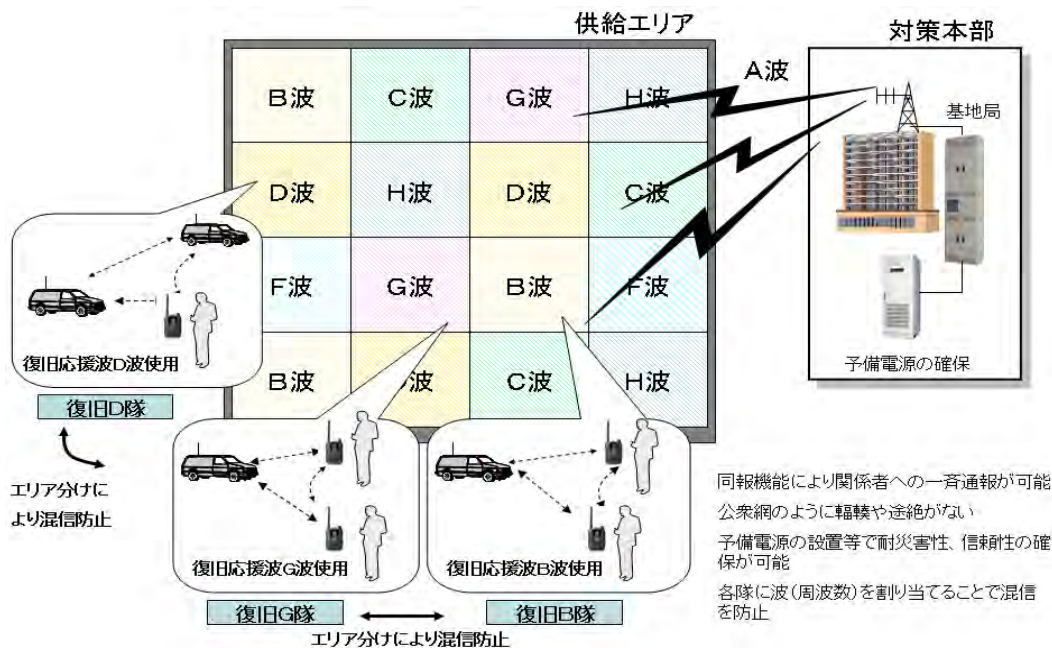 供給エリア
対策本部
A波
基地局
予備電源の確保
B波 C波 G波 H波
D波 H波 D波 C波
F波 G波 B波 F波
B波 波 C波 H波
復旧応援波D波使用
復旧D隊
エリア分けに
より混信防止
復旧応援波G波使用
復旧G隊
復旧応援波B波使用
復旧B隊
エリア分けにより混信防止
同報機能により関係者への一斉通報が可能
公衆網のように輻輳や途絶がない
予備電源の設置等で耐災害性、信頼性の確
保が可能
各隊に波(周波数)を割り当てることで混信
を防止